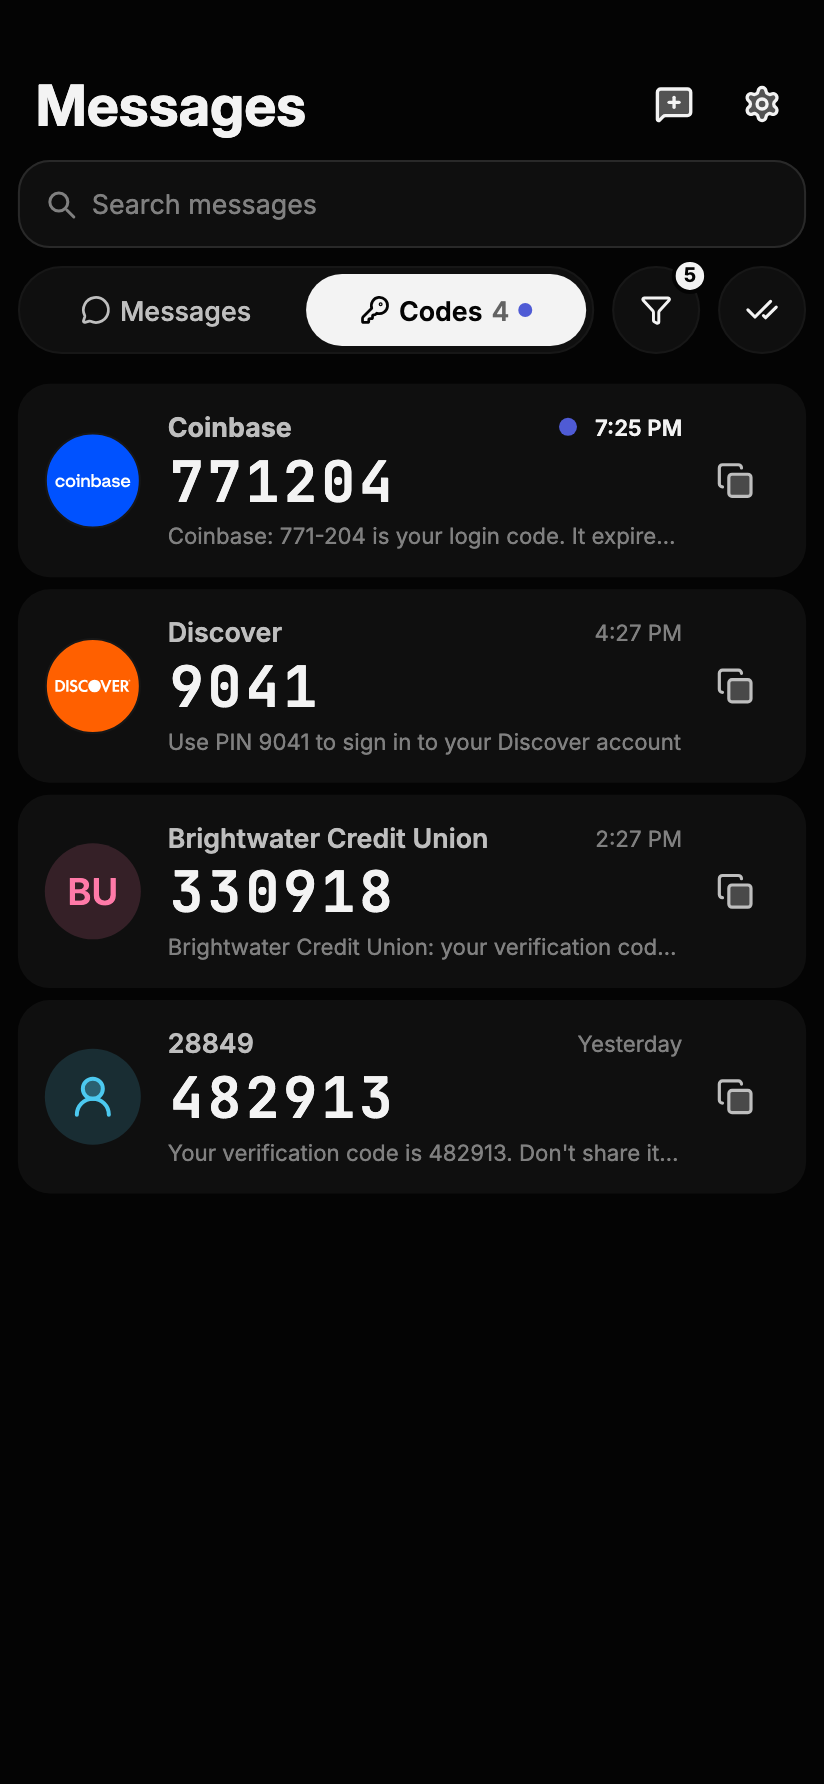 Messages
Search messages
Messages
Codes 4
5
Coinbase
7:25 PM
coinbase
771204
Coinbase: 771-204 is your login code. It expire...
Discover
4:27 PM
DISCOVER
9041
Use PIN 9041 to sign in to your Discover account
Brightwater Credit Union
2:27 PM
BU
330918
Brightwater Credit Union: your verification cod...
28849
Yesterday
482913
Your verification code is 482913. Don't share it...